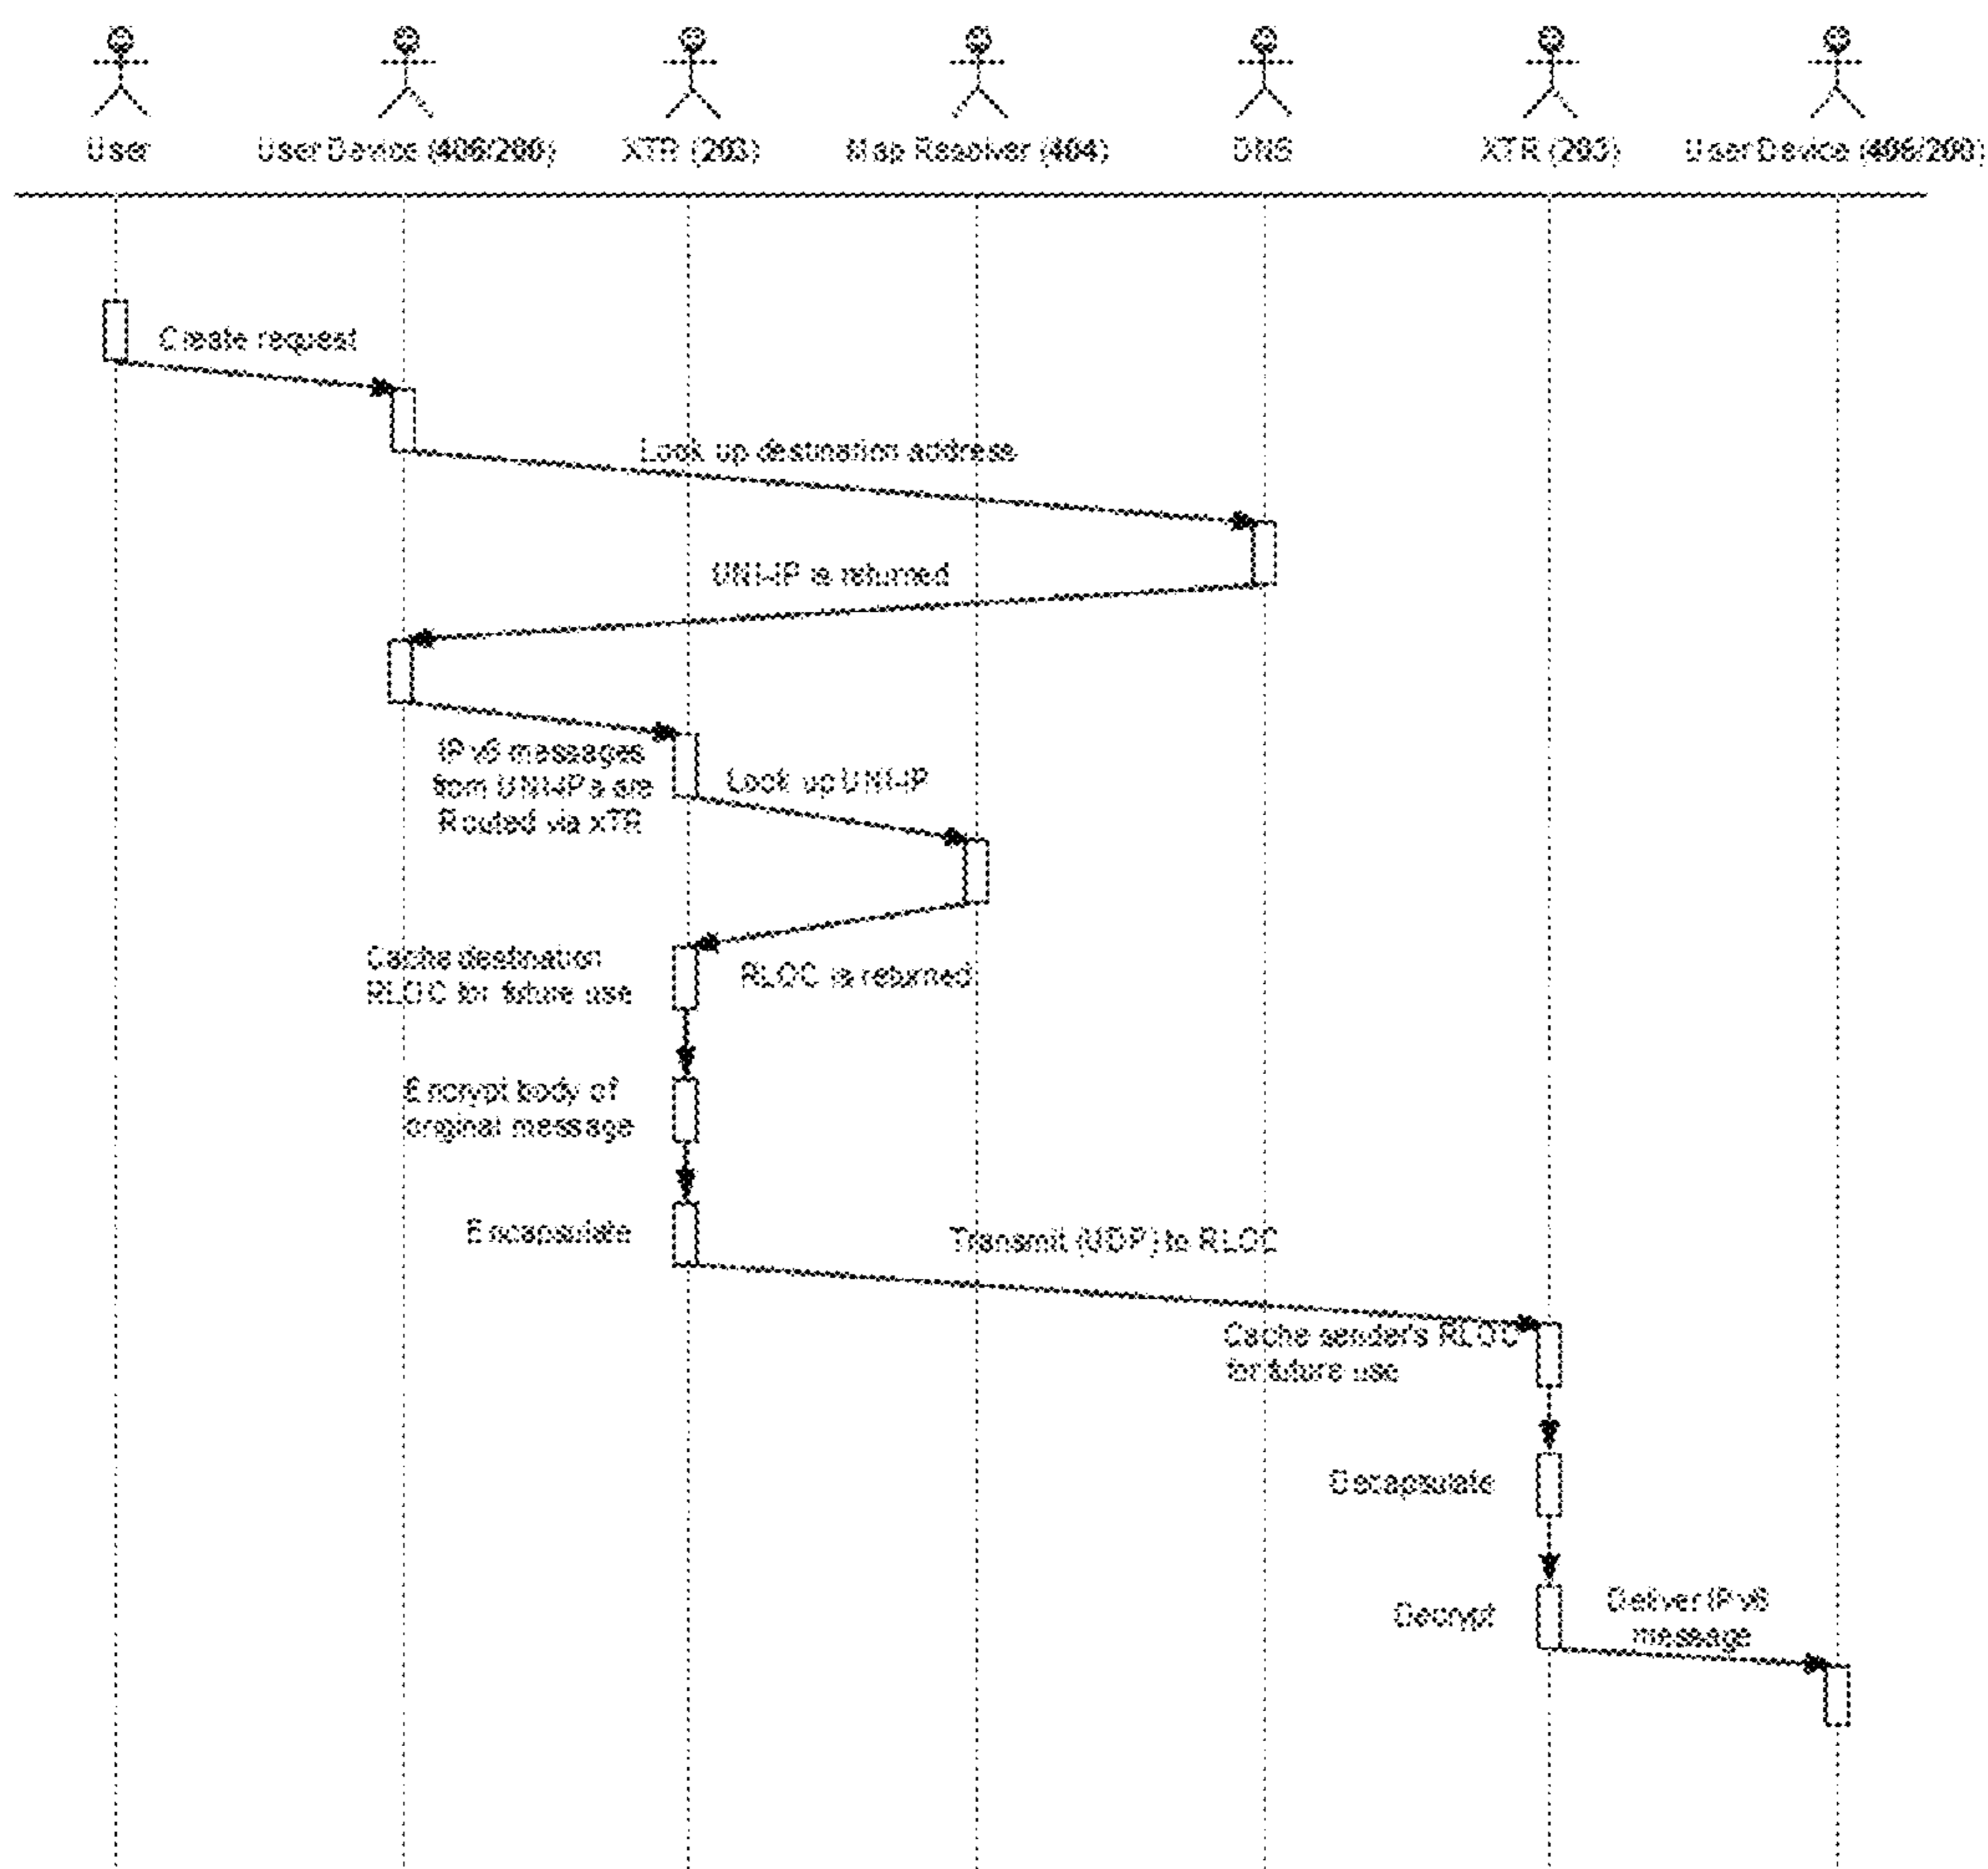 User
User Device (406/200)
XTR (203)
Map Resolver (404)
DNS
XTR (203)
User Device (406/200)
Create request
Look up destination address
UNI-IP is returned
IPv6 messages
from UNI-IPs are
Routed via xTR
Look up UNI-IP
Cache destination
RLOC for future use
RLOC is returned
Encrypt body of
original message
Encapsulate
Transmit (UDP) to RLOC
Cache sender's RLOC
for future use
Decapsulate
Decrypt
Deliver IPv6
message